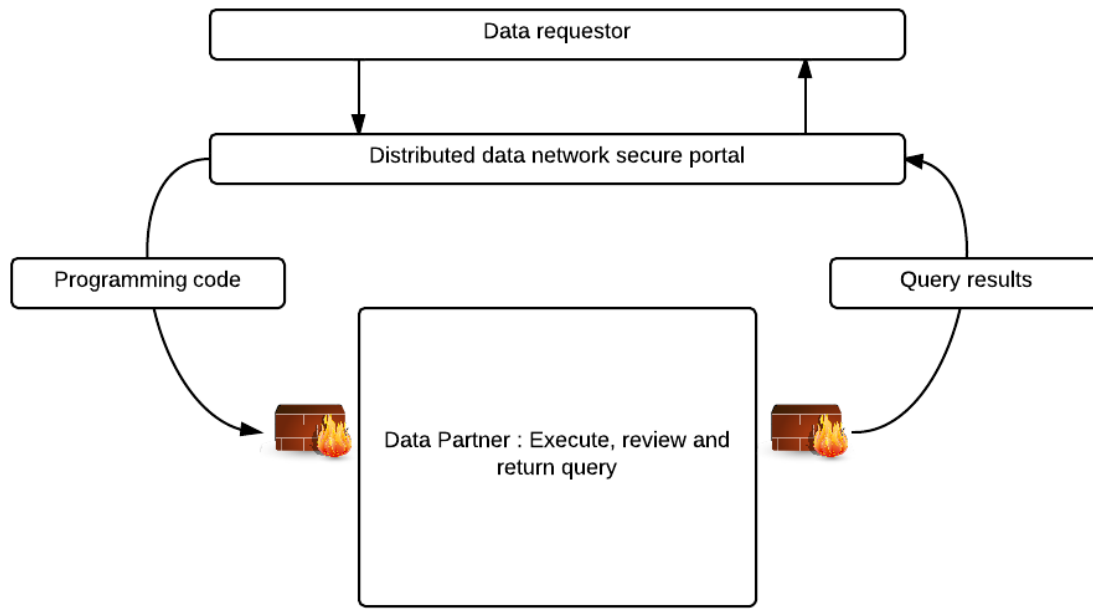 Data requestor
Distributed data network secure portal
Programming code
Query results
Data Partner : Execute, review and
return query